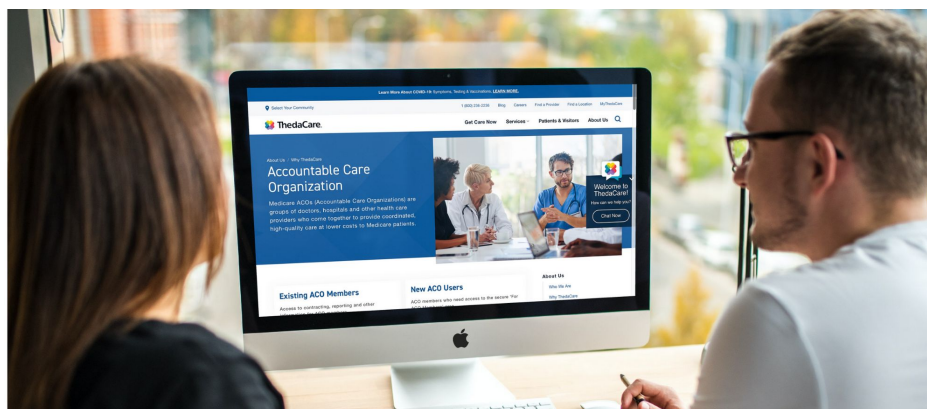 Learn More About COVID-19 Symptoms, Testing & Vaccinations. LEARN MORE.
Select Your Community
Blog
Careers
Find a Provider
Find a Location
MyThedaCare
ThedaCare.
Get Care Now
Services
Patients & Visitors
About Us
About Us / Why ThedaCare
Accountable Care
Organization
Medicare ACOs (Accountable Care Organizations) are
groups of doctors, hospitals and other health care
providers who come together to provide coordinated,
high-quality care at lower costs to Medicare patients.
Welcome to
ThedaCare!
How can we help you?
Chat Now
Existing ACO Members
Access to contracting, reporting and other
New ACO Users
ACO members who need access to the secure
About Us
Who We Are
Why ThedaCare